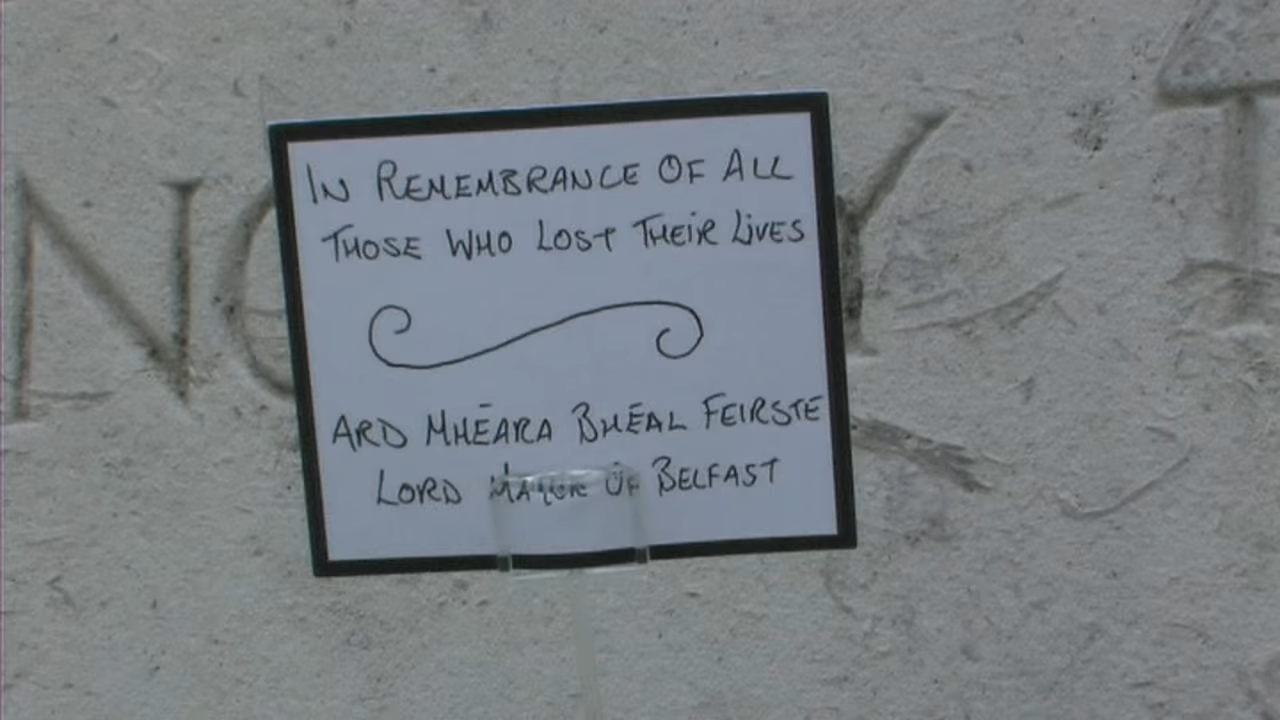 IN REMEMBRANCE OF ALL
THOSE WHO LOST THEIR LIVES
ARD MHÉARA BHÉAL FEIRSTE
LORD MAYOR OF BELFAST